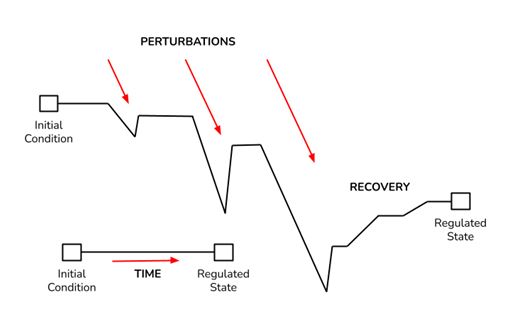 PERTURBATIONS
Initial
Condition
RECOVERY
Regulated
State
Initial
Condition
TIME
Regulated
State